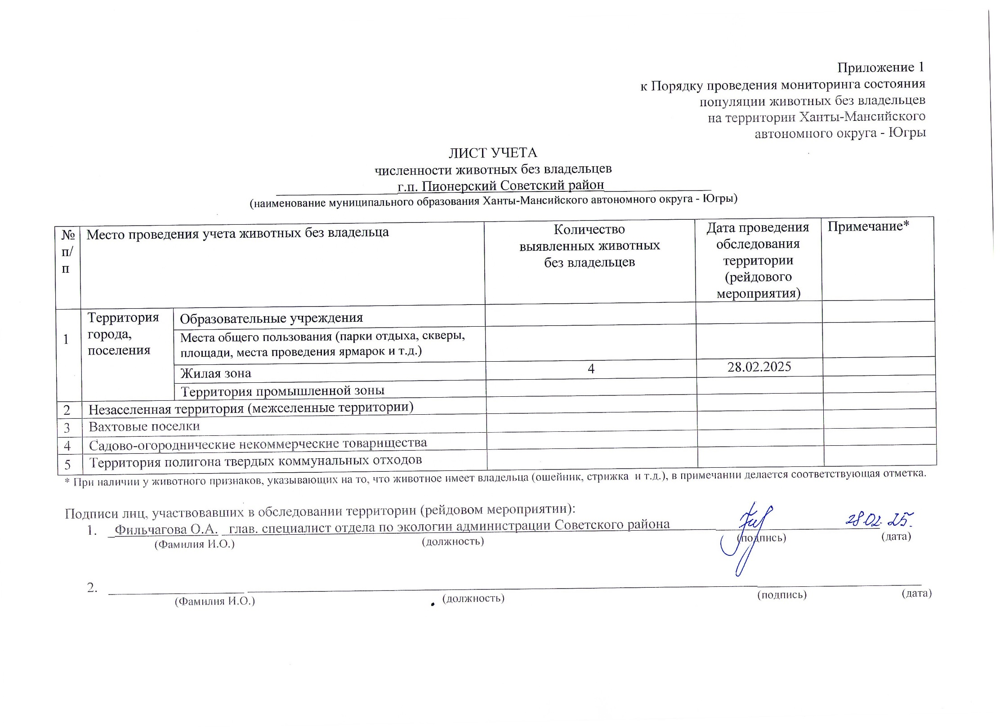 Приложение 1
к Порядку проведения мониторинга состояния
популяции животных без владельцев
на территории Ханты-Мансийского
автономного округа - Югры
ЛИСТ УЧЕТА
численности животных без владельцев
г.п. Пионерский Советский район
(наименование муниципального образования Ханты-Мансийского автономного округа - Югры)
№ п/п
Место проведения учета животных без владельца
Количество
выявленных животных
без владельцев
Дата проведения
обследования
территории
(рейдового
мероприятия)
Примечание*
1
Территория
города,
поселения
Образовательные учреждения
Места общего пользования (парки отдыха, скверы,
площади, места проведения ярмарок и т.д.)
Жилая зона 4 28.02.2025
Территория промышленной зоны
2 Незаселенная территория (межселенные территории)
3 Вахтовые поселки
4 Садово-огороднические некоммерческие товарищества
5 Территория полигона твердых коммунальных отходов
* При наличии у животного признаков, указывающих на то, что животное имеет владельца (ошейник, стрижка и т.д.), в примечании делается соответствующая отметка.
Подписи лиц, участвовавших в обследовании территории (рейдовом мероприятии):
1. Фильчагова О.А. глав. специалист отдела по экологии администрации Советского района 28.02.25.
(Фамилия И.О.) (должность) (подпись) (дата)
2.
(Фамилия И.О.) (должность) (подпись) (дата)